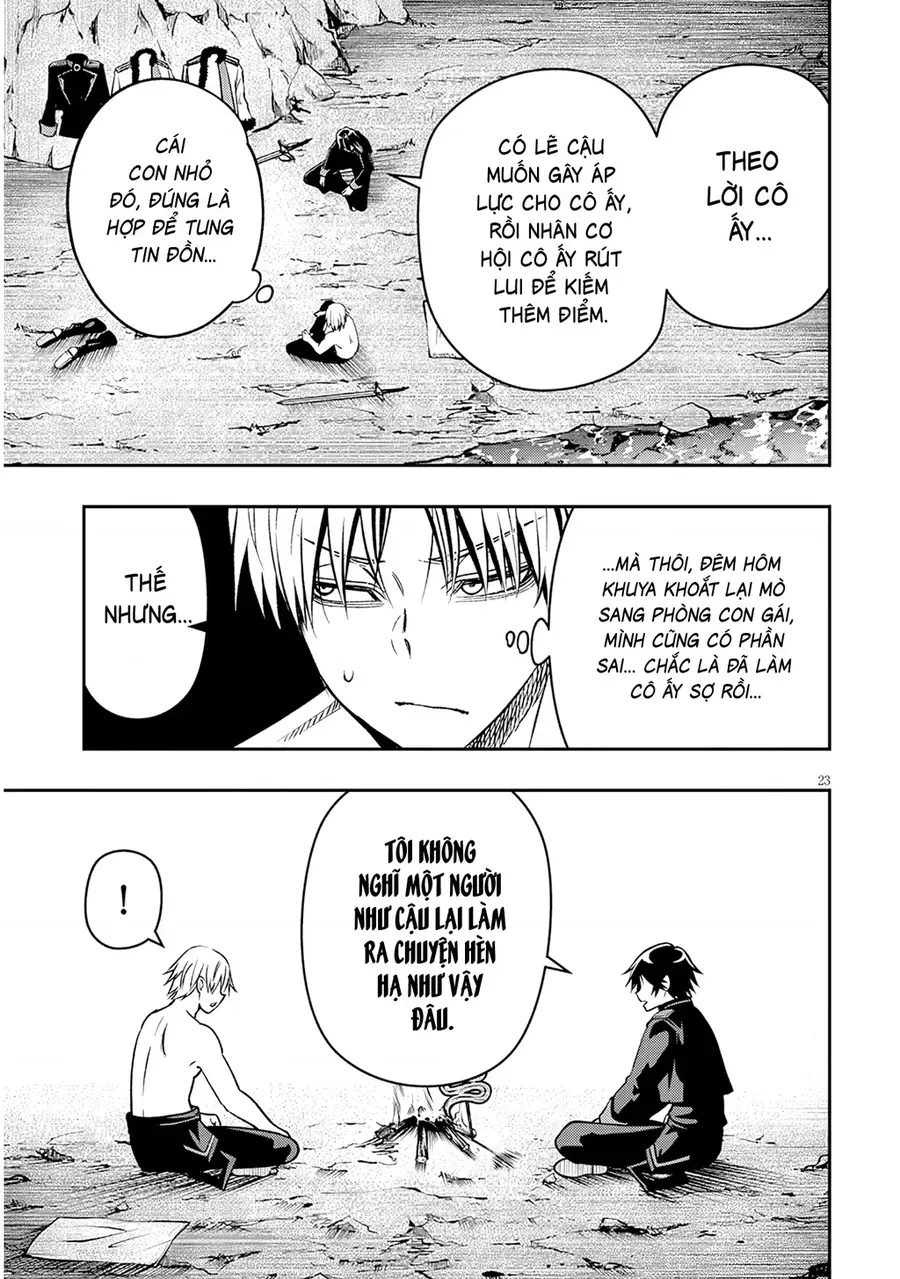 THEO
LỜI CÔ
ẤY...
CÓ LẼ CẬU
MUỐN GÂY ÁP
LỰC CHO CÔ ẤY,
RỒI NHÂN CƠ
HỘI CÔ ẤY RÚT
LUI ĐỂ KIẾM
THÊM ĐIỂM.
CÁI
CON NHỎ
ĐÓ, ĐÚNG LÀ
HỢP ĐỂ TUNG
TIN ĐỒN...
...MÀ THÔI, ĐÊM HÔM
KHUYA KHOẮT LẠI MÒ
SANG PHÒNG CON GÁI,
MÌNH CŨNG CÓ PHẦN
SAI... CHẮC LÀ ĐÃ LÀM
CÔ ẤY SỢ RỒI...
THẾ
NHƯNG...
23
TÔI KHÔNG
NGHĨ MỘT NGƯỜI
NHƯ CẬU LẠI LÀM
RA CHUYỆN HÈN
HẠ NHƯ VẬY
ĐÂU.
!